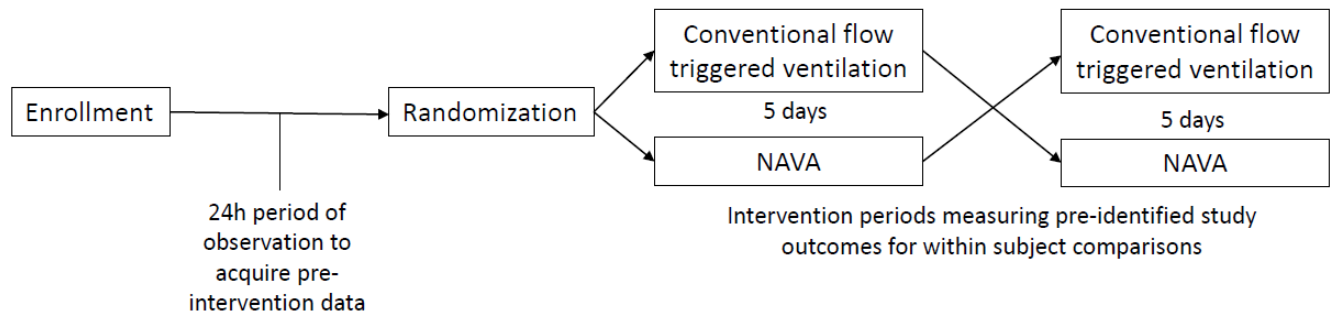 Enrollment
24h period of
observation to
acquire pre-
intervention data
Randomization
Conventional flow
triggered ventilation
5 days
NAVA
Conventional flow
triggered ventilation
5 days
NAVA
Intervention periods measuring pre-identified study
outcomes for within subject comparisons